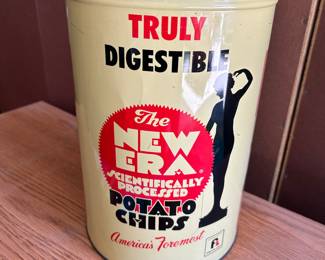 TRULY
DIGESTIBLE
The
NEW
ERA
SCIENTIFICALLY
PROCESSED
POTATO
CHIPS
America's Foremost